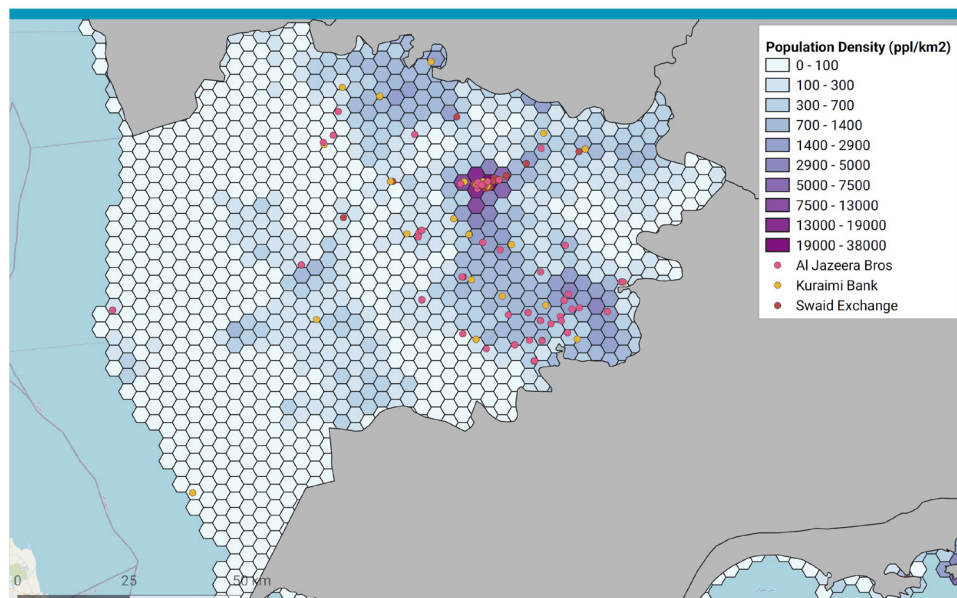 Population Density (ppl/km2)
0 - 100
100 - 300
300 - 700
700 - 1400
1400 - 2900
2900 - 5000
5000 - 7500
7500 - 13000
13000 - 19000
19000 - 38000
Al Jazeera Bros
Kuraimi Bank
Swaid Exchange
0 25 50 km